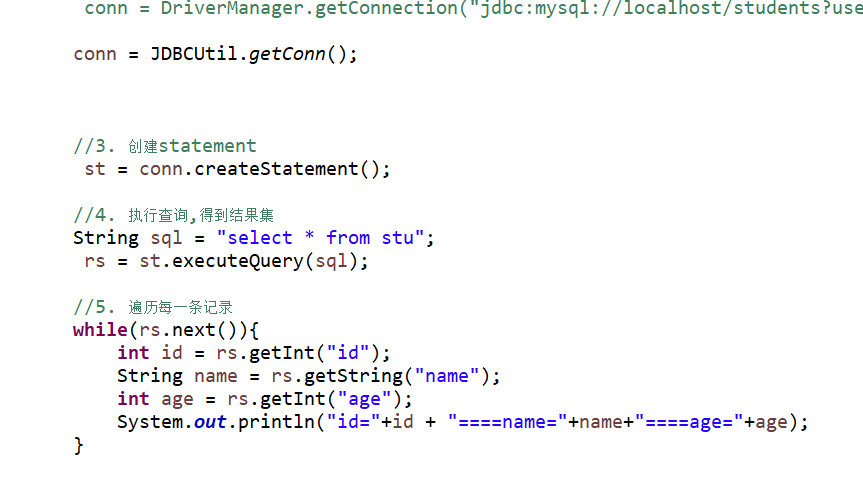 conn = DriverManager.getConnection("jdbc:mysql://localhost/students?use
conn = JDBCUtil.getConn();
//3. 创建statement
st = conn.createStatement();
//4. 执行查询,得到结果集
String sql = "select * from stu";
rs = st.executeQuery(sql);
//5. 遍历每一条记录
while(rs.next()){
int id = rs.getInt("id");
String name = rs.getString("name");
int age = rs.getInt("age");
System.out.println("id="+id + "====name="+name+"====age="+age);
}